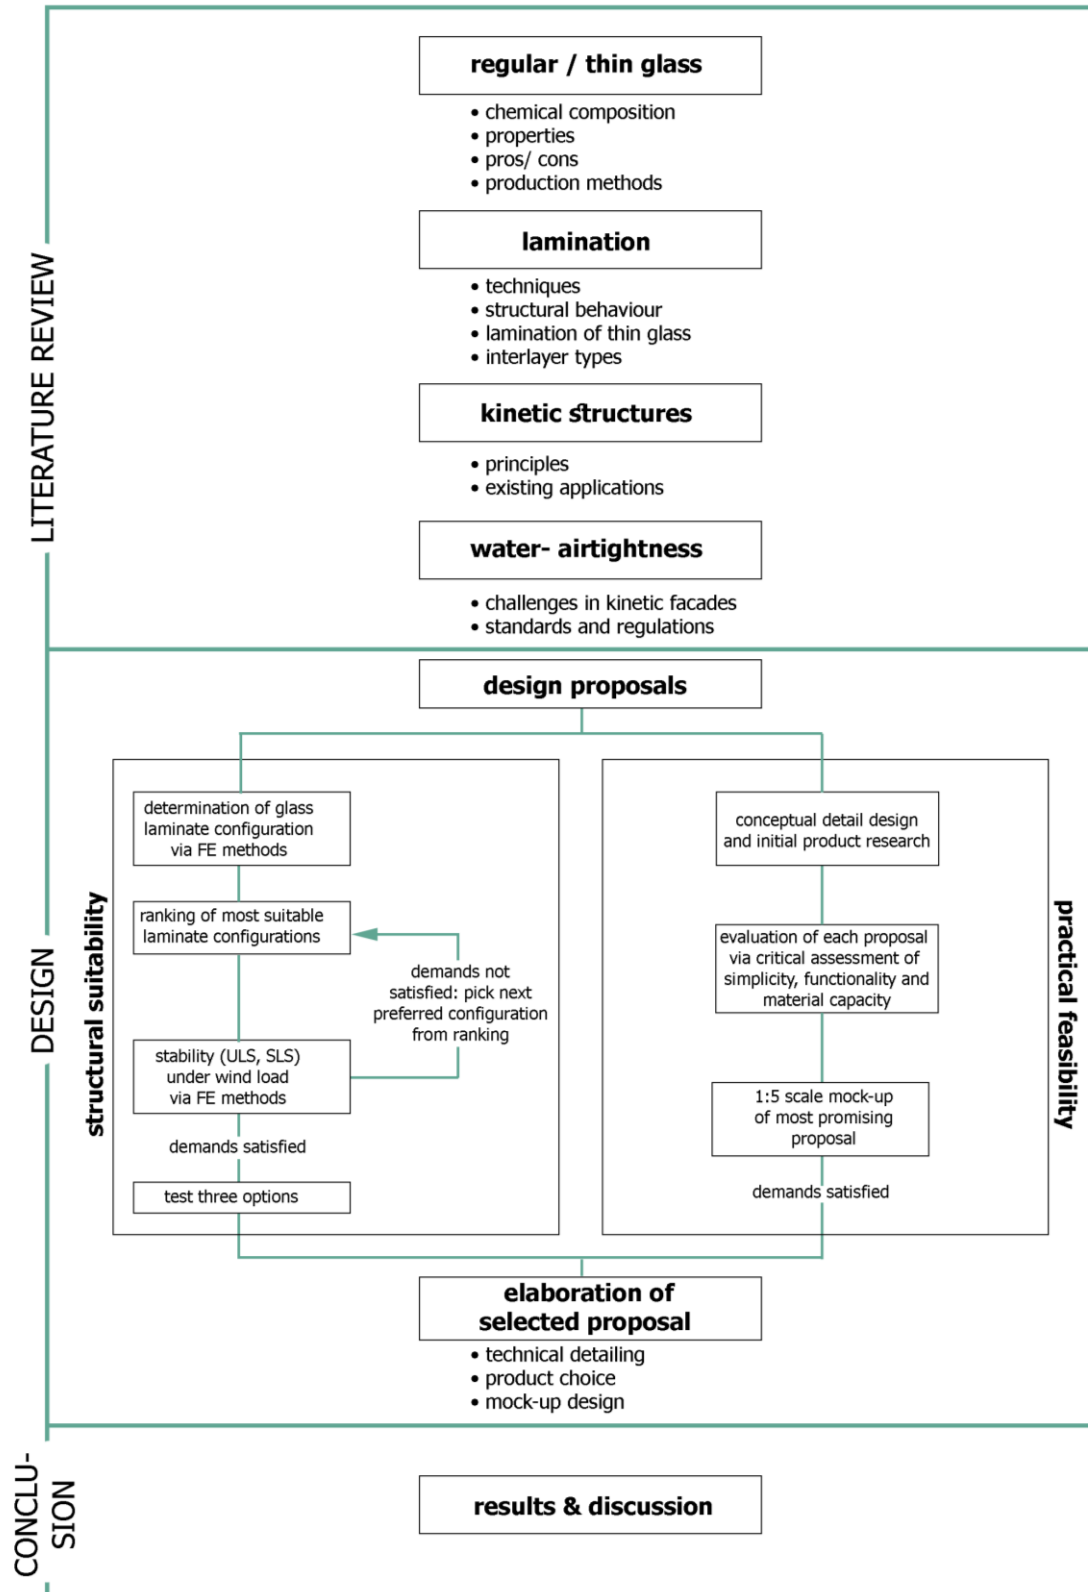 LITERATURE REVIEW
regular / thin glass
• chemical composition
• properties
• pros/ cons
• production methods
lamination
• techniques
• structural behaviour
• lamination of thin glass
• interlayer types
kinetic structures
• principles
• existing applications
water- airtightness
• challenges in kinetic facades
• standards and regulations
DESIGN
design proposals
structural suitability
determination of glass
laminate configuration
via FE methods
ranking of most suitable
laminate configurations
demands not
satisfied: pick next
preferred configuration
from ranking
stability (ULS, SLS)
under wind load
via FE methods
demands satisfied
test three options
practical feasibility
conceptual detail design
and initial product research
evaluation of each proposal
via critical assessment of
simplicity, functionality and
material capacity
1:5 scale mock-up
of most promising
proposal
demands satisfied
elaboration of
selected proposal
• technical detailing
• product choice
• mock-up design
CONCLU-
SION
results & discussion